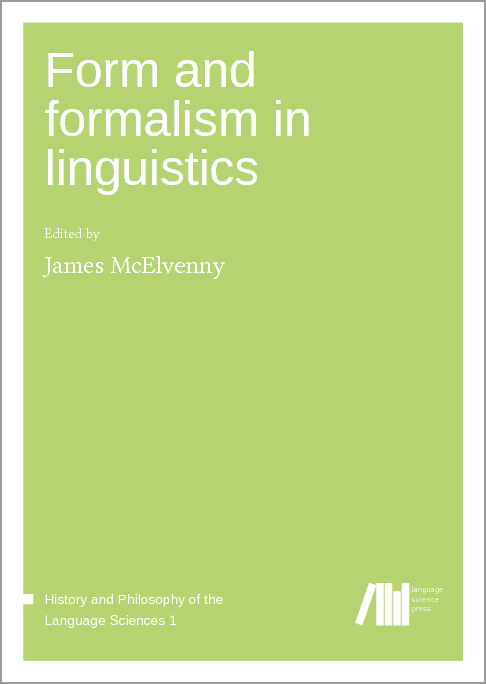 Form and
formalism in
linguistics
Edited by
James McElvenny
History and Philosophy of the
Language Sciences 1
language
science
press